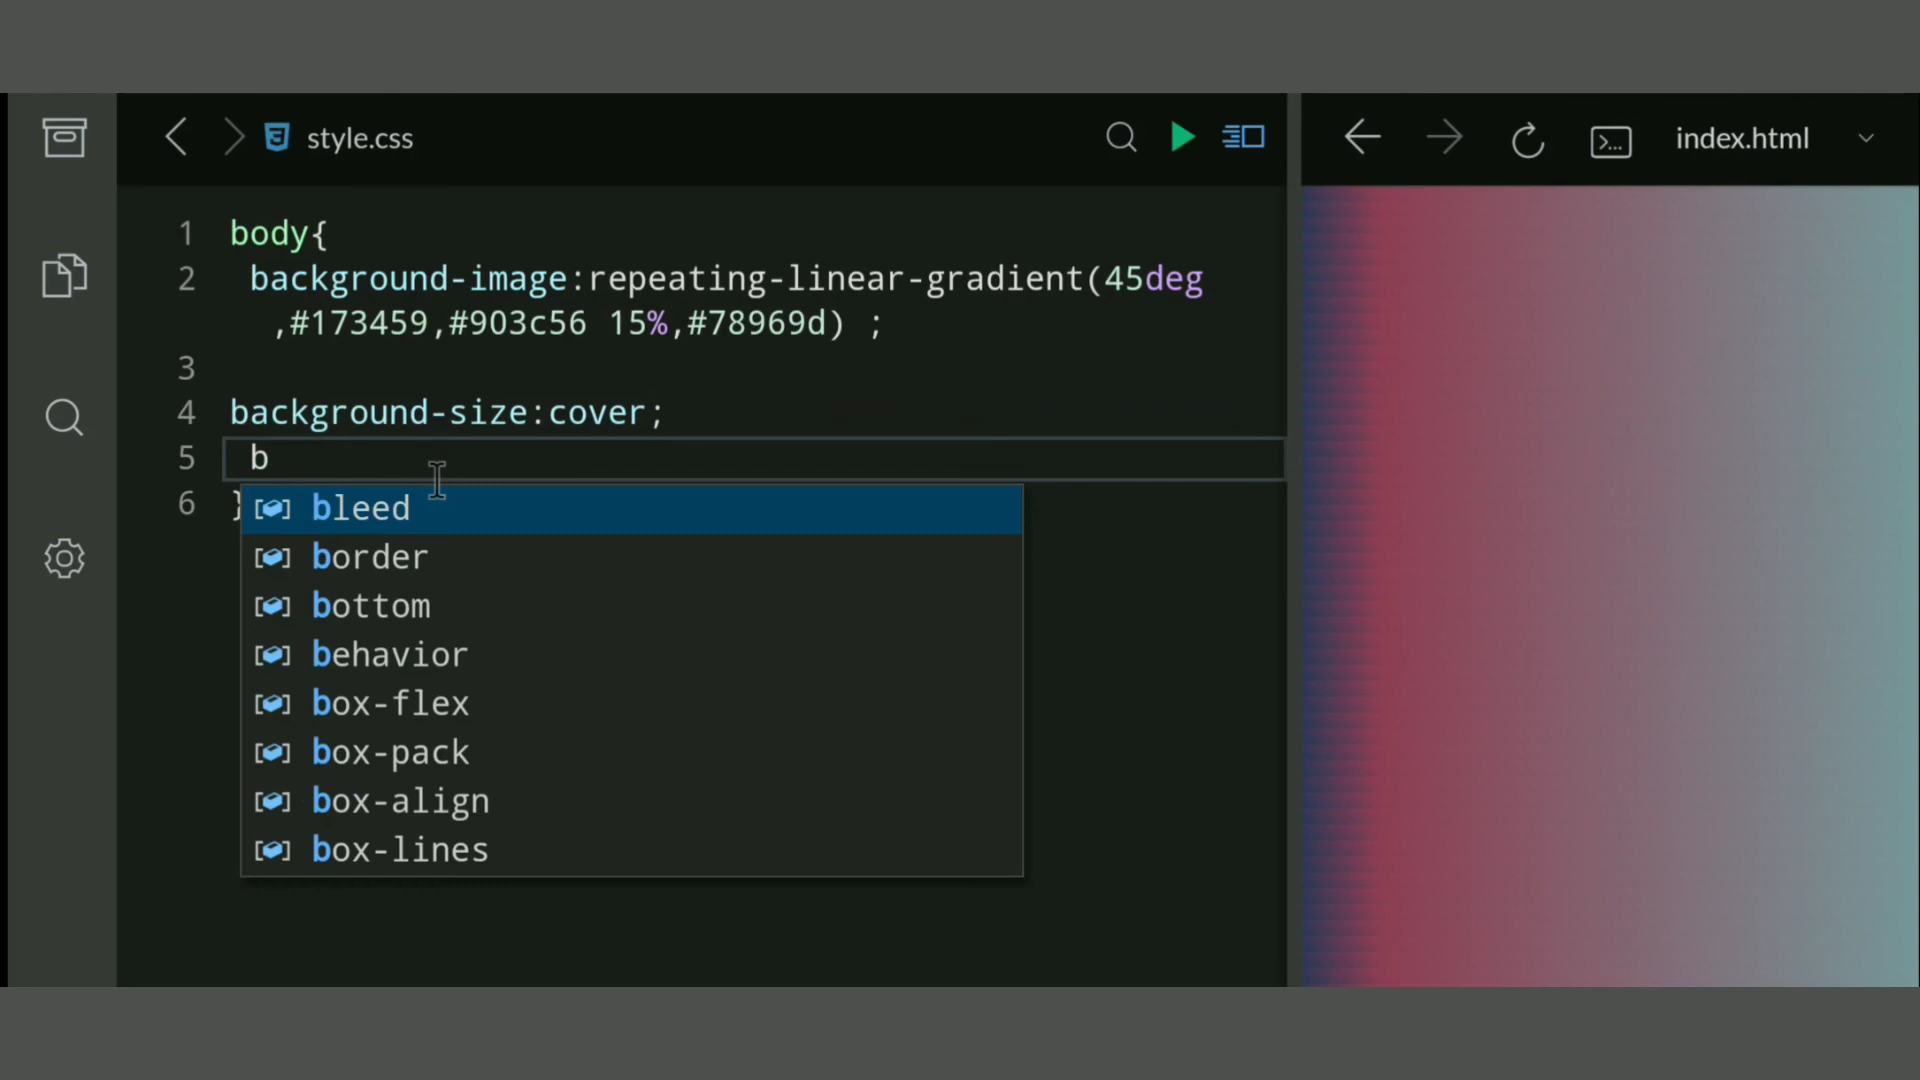 style.css
index.html
1 body{
2 background-image:repeating-linear-gradient(45deg
,#173459,#903c56 15%,#78969d) ;
3
4 background-size:cover;
5 b
6 }
bleed
border
bottom
behavior
box-flex
box-pack
box-align
box-lines